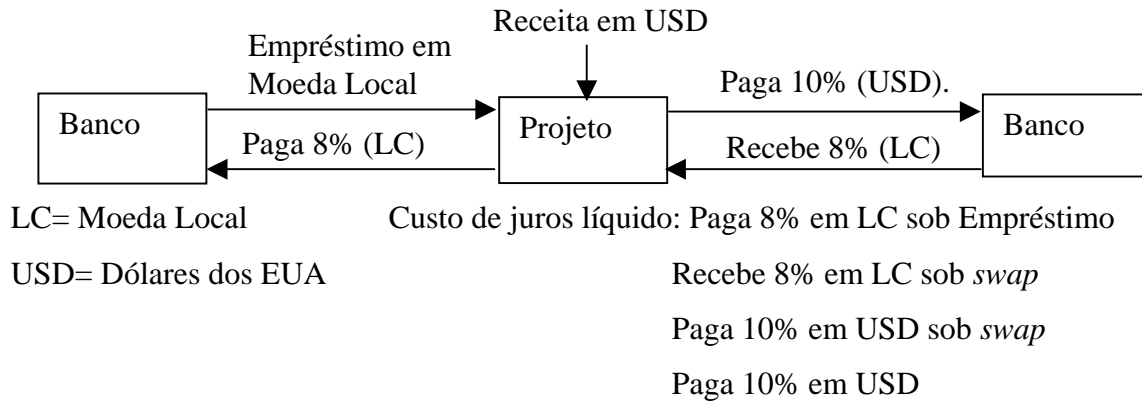 Receita em USD
Empréstimo em
Moeda Local
Paga 10% (USD).
Banco
Projeto
Banco
Paga 8% (LC)
Recebe 8% (LC)
LC= Moeda Local
Custo de juros líquido: Paga 8% em LC sob Empréstimo
USD= Dólares dos EUA
Recebe 8% em LC sob swap
Paga 10% em USD sob swap
Paga 10% em USD